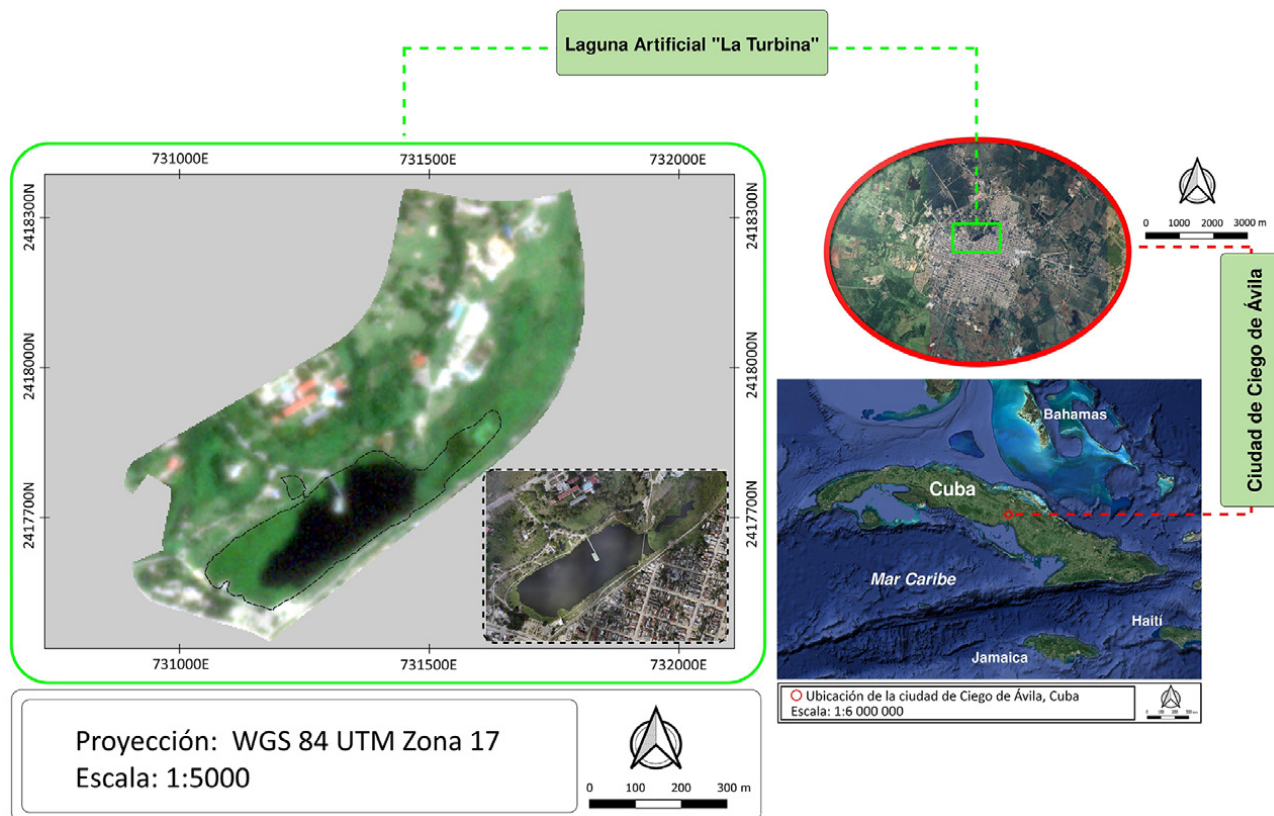 Laguna Artificial "La Turbina"
731000E
731500E
732000E
2418300N
2418300N
2418000N
2418000N
2417700N
2417700N
731000E
731500E
732000E
0 1000 2000 3000 m
Ciudad de Ciego de Ávila
Bahamas
Cuba
Mar Caribe
Haití
Jamaica
Ubicación de la ciudad de Ciego de Ávila, Cuba
Escala: 1:6 000 000
Proyección: WGS 84 UTM Zona 17
Escala: 1:5000
0 100 200 300 m